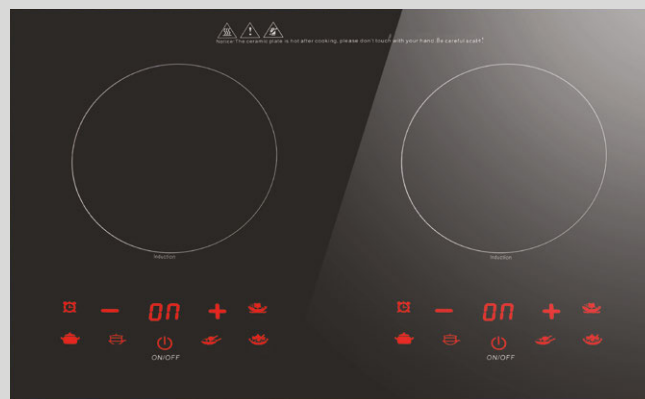 Notice: The ceramic plate is hot after cooking, please don't touch with your hand. Be careful scald!
Induction
Induction
ON
ON
ON/OFF
ON/OFF